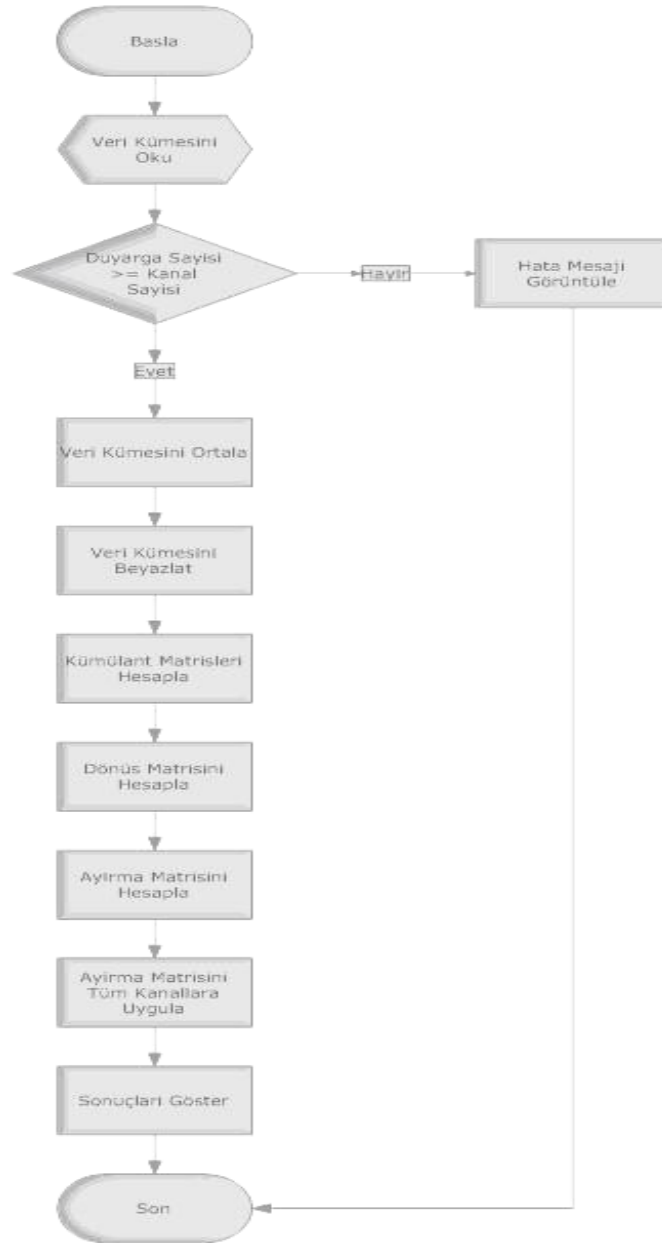 Basla
Veri Kümesini
Oku
Duyarga Sayisi
>= Kanal
Sayisi
Hayir
Hata Mesaji
Görüntüle
Evet
Veri Kümesini Ortala
Veri Kümesini
Beyazlat
Kümülant Matrisleri
Hesapla
Dönüs Matrisini
Hesapla
Ayirma Matrisini
Hesapla
Ayirma Matrisini
Tüm Kanallara
Uygula
Sonuçlari Göster
Son